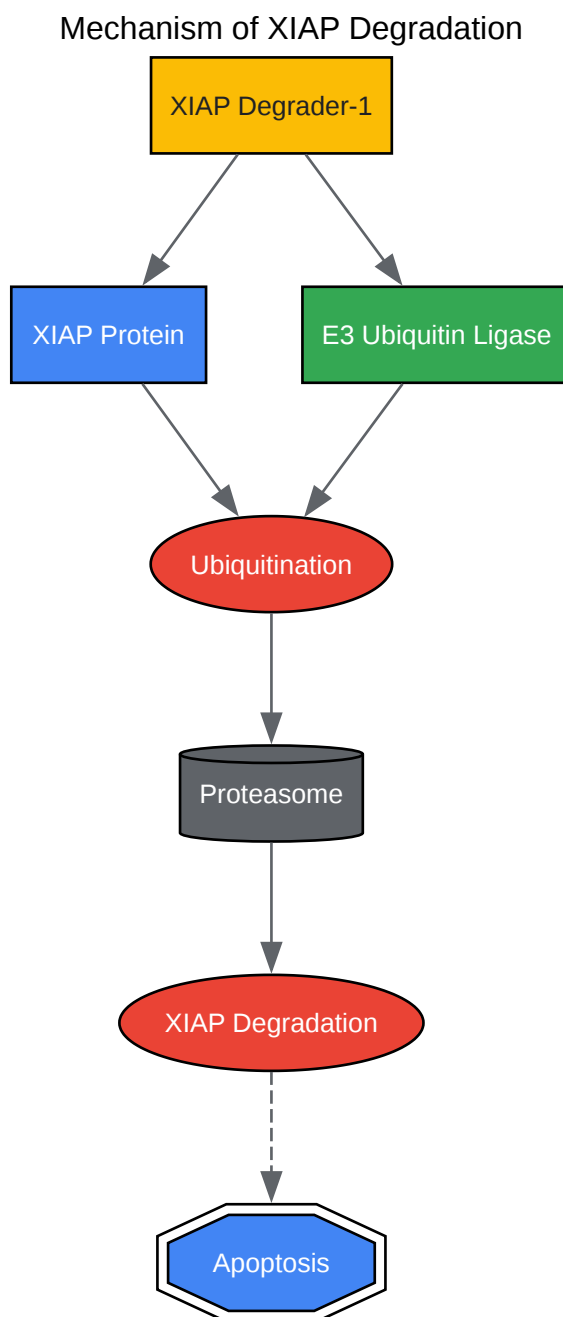 Mechanism of XIAP Degradation
XIAP Degrader-1
XIAP Protein
E3 Ubiquitin Ligase
Ubiquitination
Proteasome
XIAP Degradation
Apoptosis